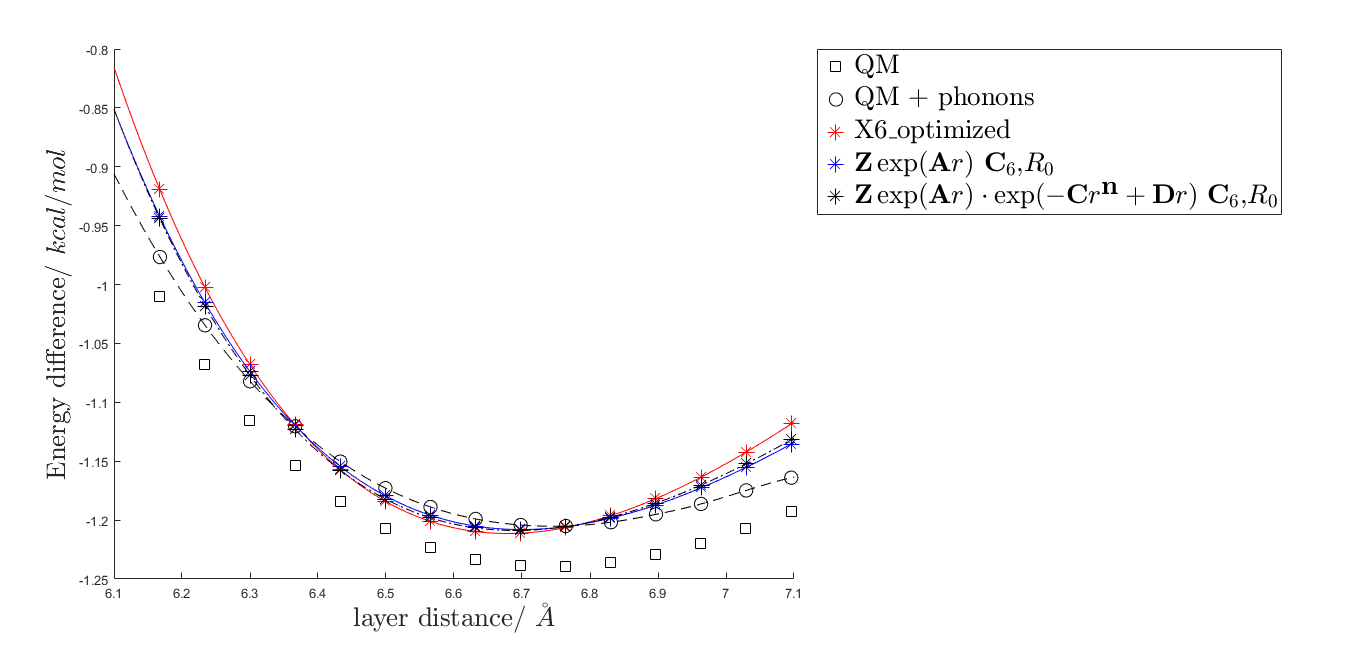 -0.8
-0.85
-0.9
-0.95
-1
-1.05
-1.1
-1.15
-1.2
-1.25
Energy difference/ kcal/mol
6.1 6.2 6.3 6.4 6.5 6.6 6.7 6.8 6.9 7 7.1
layer distance/ Å
QM
QM + phonons
X6_optimized
Z exp(Ar) C₆,R₀
Z exp(Ar) · exp(−Crⁿ + Dr) C₆,R₀